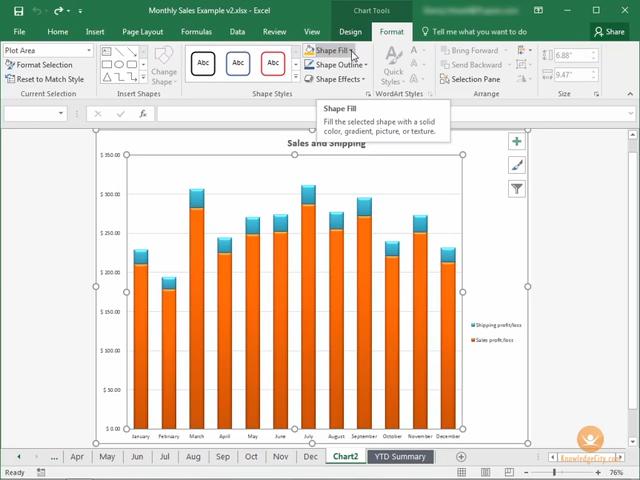 Monthly Sales Example v2.xlsx - Excel
Chart Tools
File Home Insert Page Layout Formulas Data Review View Design Format Tell me what you want to do Share
Plot Area
Format Selection
Reset to Match Style
Current Selection
Change Shape
Insert Shapes
Abc Abc Abc
Shape Fill
Shape Outline
Shape Effects
Shape Styles
Quick Styles
WordArt Styles
Bring Forward
Send Backward
Selection Pane
Arrange
6.88"
9.47"
Size
fx
Shape Fill
Fill the selected shape with a solid
color, gradient, picture, or texture.
Sales and Shipping
$ 350.00
$ 300.00
$ 250.00
$ 200.00
$ 150.00
$ 100.00
$ 50.00
$ 0.00
January February March April May June July August September October November December
Shipping profit/loss
Sales profit/loss
KnowledgeCity.com
... Apr May Jun Jul Aug Sep Oct Nov Dec Chart2 YTD Summary
Ready
76%